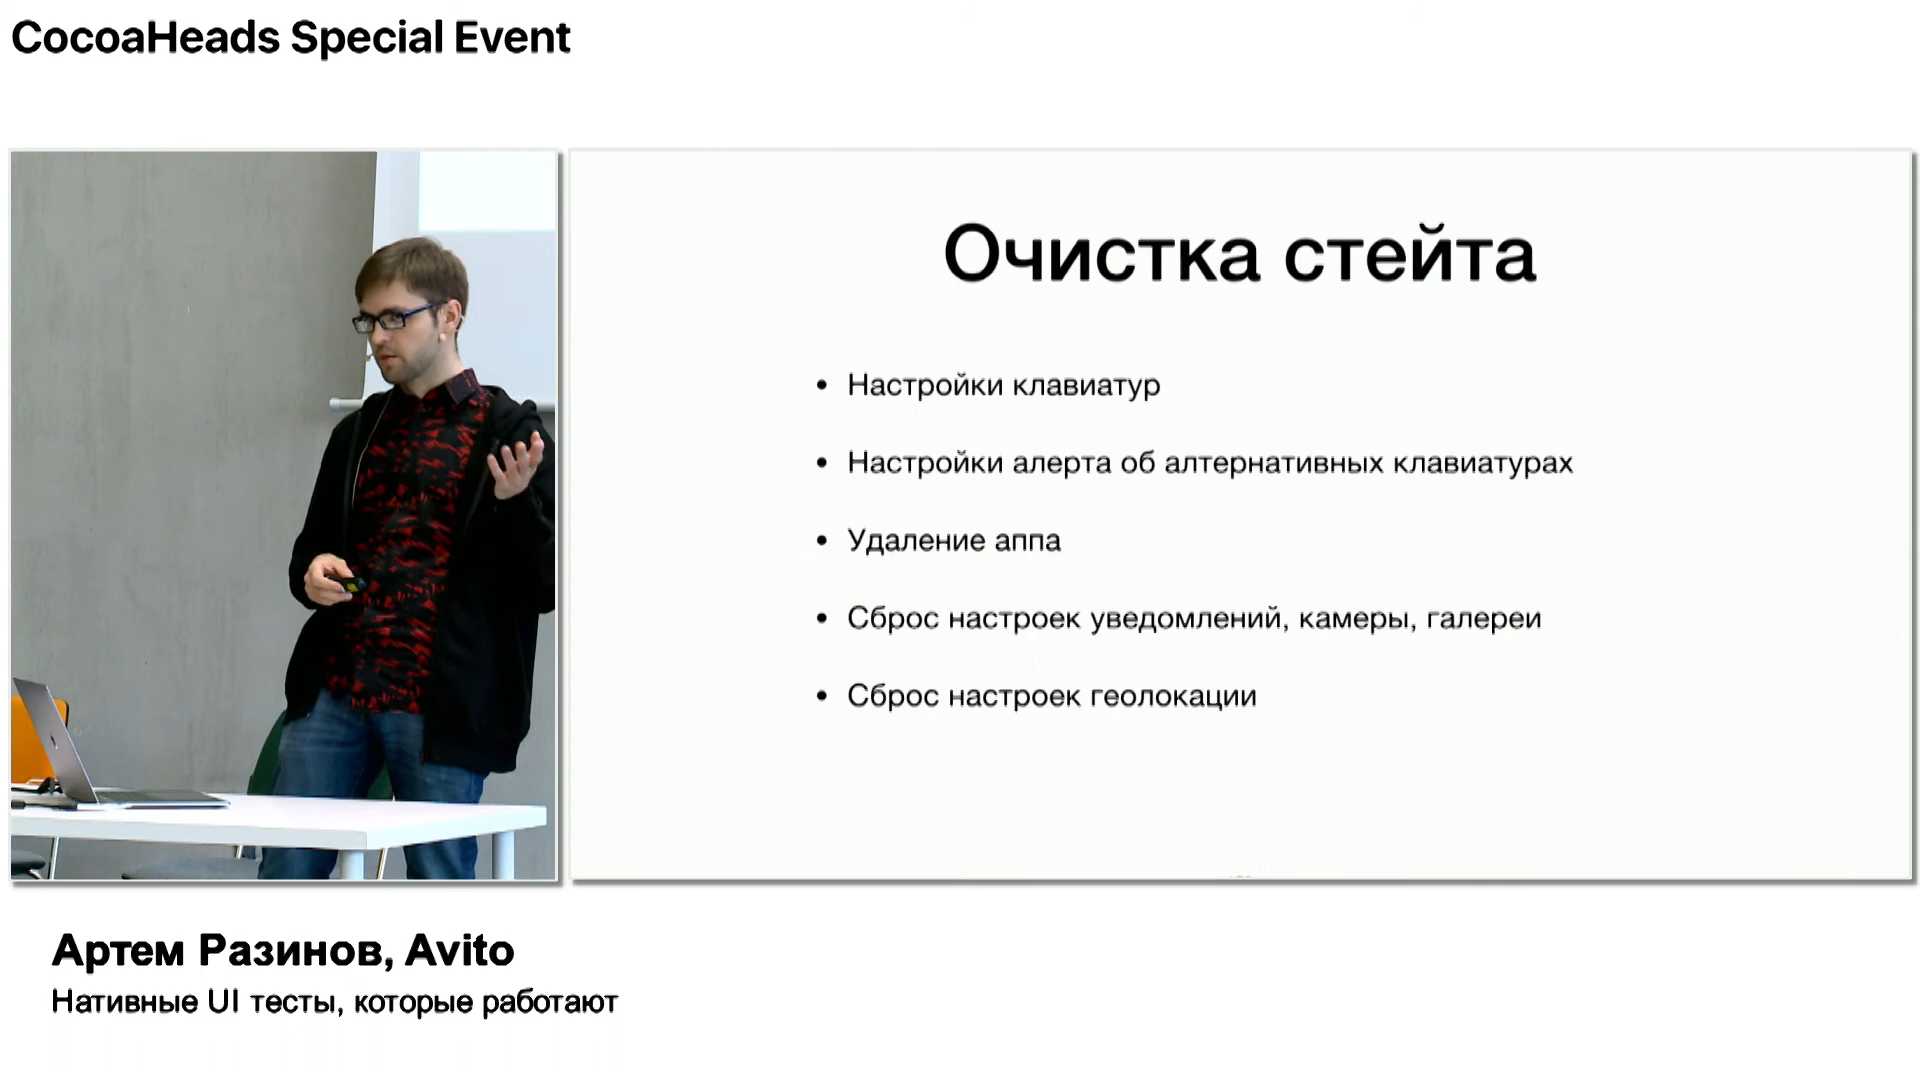 CocoaHeads Special Event
Очистка стейта
• Настройки клавиатур
• Настройки алерта об алтернативных клавиатурах
• Удаление аппа
• Сброс настроек уведомлений, камеры, галереи
• Сброс настроек геолокации
Артем Разинов, Avito
Нативные UI тесты, которые работают